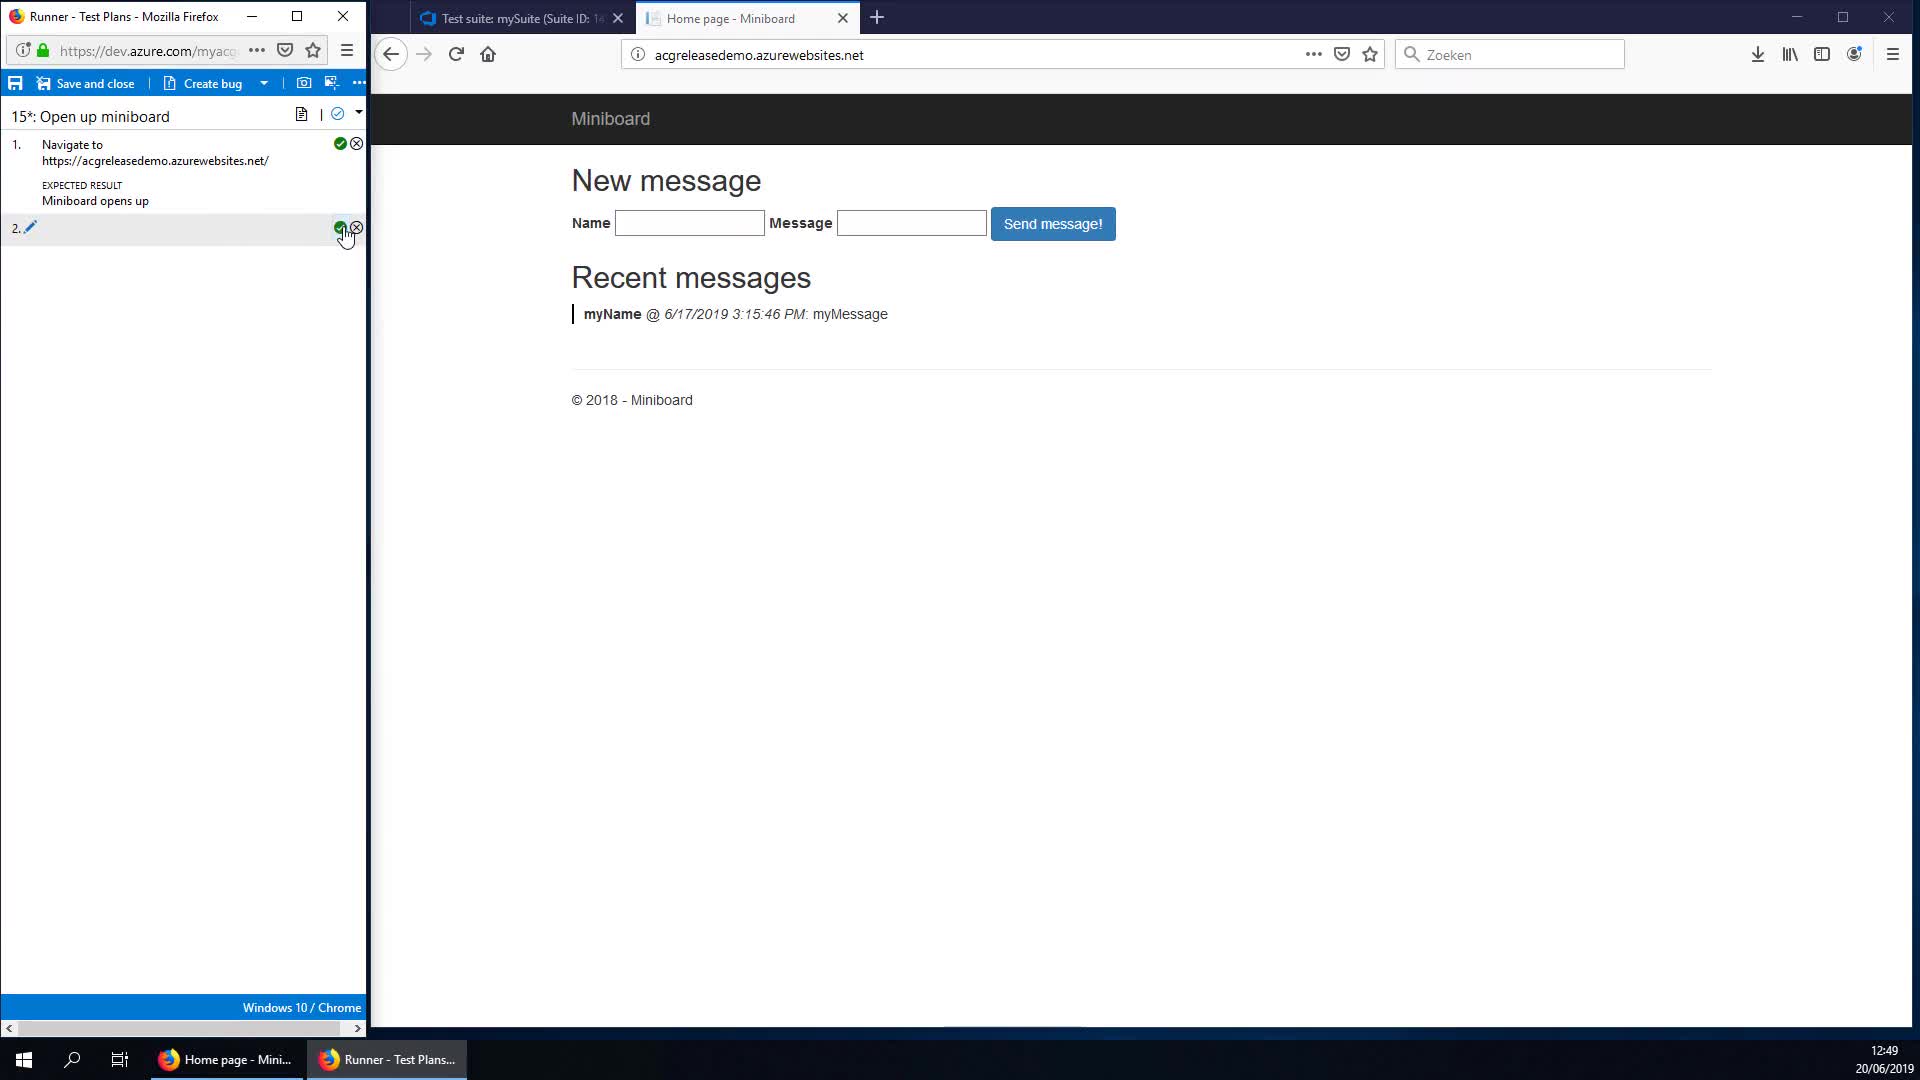 Runner - Test Plans - Mozilla Firefox
https://dev.azure.com/myacg
Save and close
Create bug
15*: Open up miniboard
1. Navigate to
https://acgreleasedemo.azurewebsites.net/
EXPECTED RESULT
Miniboard opens up
2.
Windows 10 / Chrome
Test suite: mySuite (Suite ID: 1
Home page - Miniboard
acgreleasedemo.azurewebsites.net
Zoeken
Miniboard
New message
Name
Message
Send message!
Recent messages
myName @ 6/17/2019 3:15:46 PM: myMessage
© 2018 - Miniboard
Home page - Mini...
Runner - Test Plans...
12:49
20/06/2019